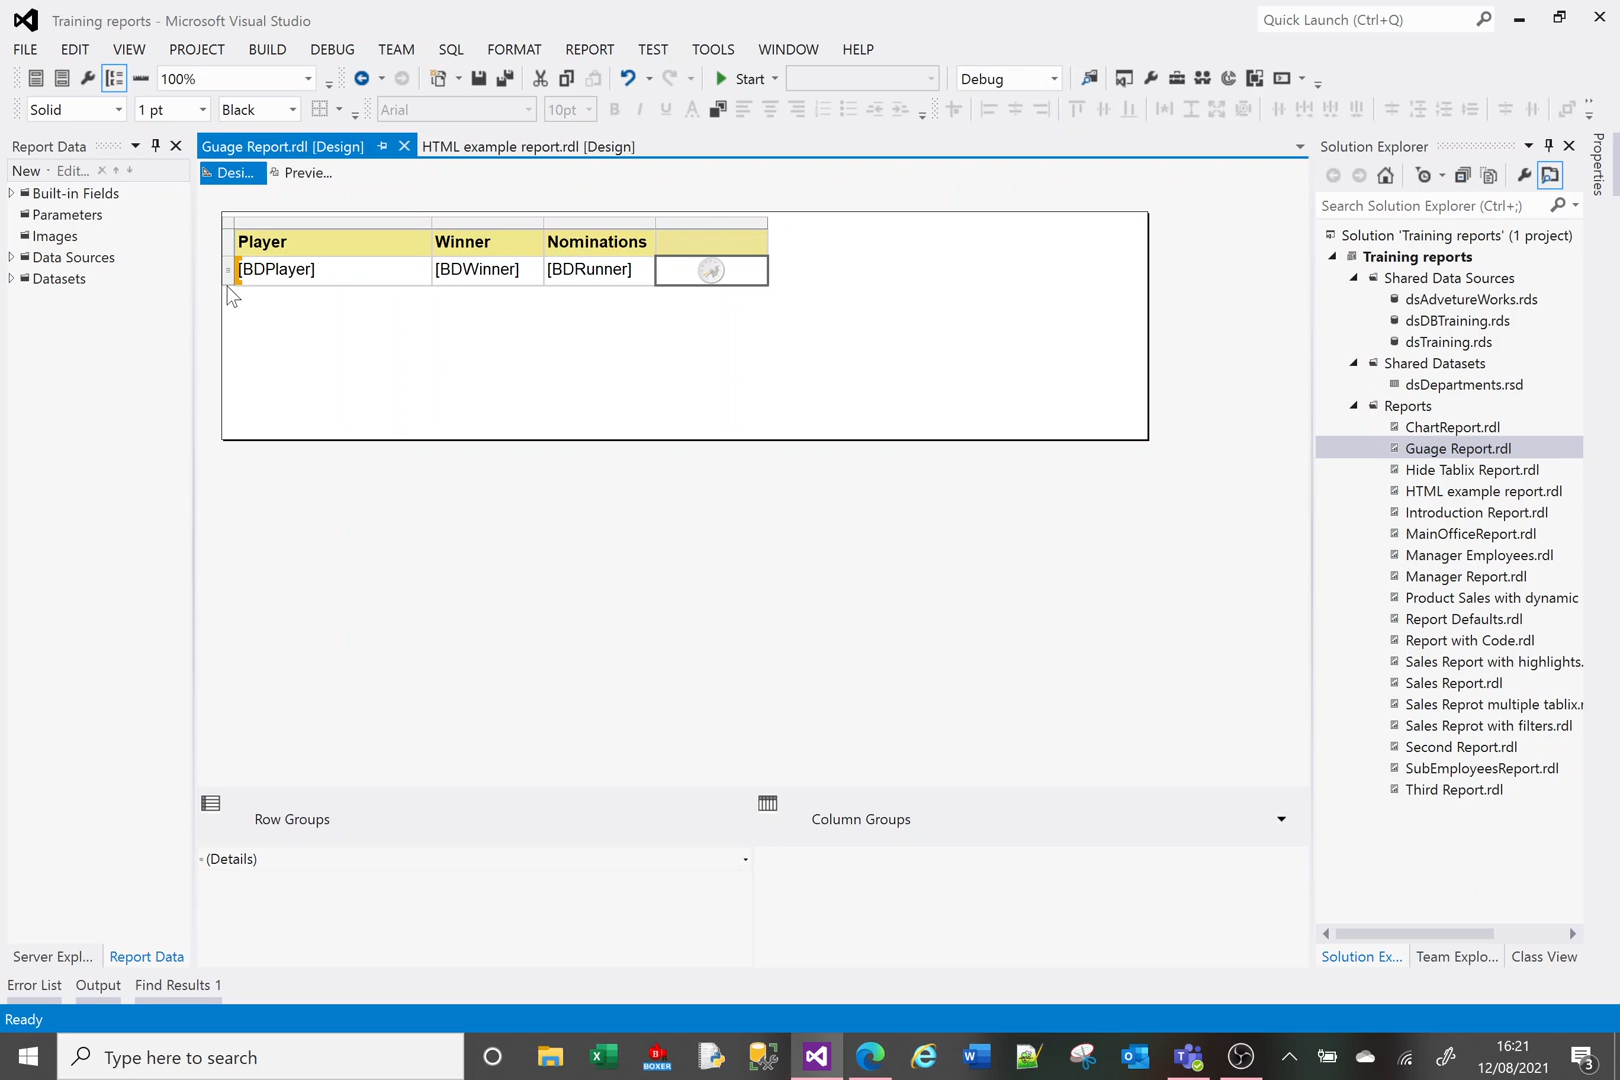 Training reports - Microsoft Visual Studio
Quick Launch (Ctrl+Q)
FILE EDIT VIEW PROJECT BUILD DEBUG TEAM SQL FORMAT REPORT TEST TOOLS WINDOW HELP
100% Start Debug
Solid 1 pt Black Arial 10pt B I U A
Report Data
Guage Report.rdl [Design] HTML example report.rdl [Design]
Solution Explorer
Properties
New Edit...
Desi... Previe...
Built-in Fields
Parameters
Images
Data Sources
Datasets
Player Winner Nominations
[BDPlayer] [BDWinner] [BDRunner]
Search Solution Explorer (Ctrl+;)
Solution 'Training reports' (1 project)
Training reports
Shared Data Sources
dsAdvetureWorks.rds
dsDBTraining.rds
dsTraining.rds
Shared Datasets
dsDepartments.rsd
Reports
ChartReport.rdl
Guage Report.rdl
Hide Tablix Report.rdl
HTML example report.rdl
Introduction Report.rdl
MainOfficeReport.rdl
Manager Employees.rdl
Manager Report.rdl
Product Sales with dynamic
Report Defaults.rdl
Report with Code.rdl
Sales Report with highlights.
Sales Report.rdl
Sales Reprot multiple tablix.r
Sales Reprot with filters.rdl
Second Report.rdl
SubEmployeesReport.rdl
Third Report.rdl
Row Groups
Column Groups
(Details)
Server Expl... Report Data
Solution Ex... Team Explo... Class View
Error List Output Find Results 1
Ready
Type here to search
BOXER
16:21
12/08/2021
3